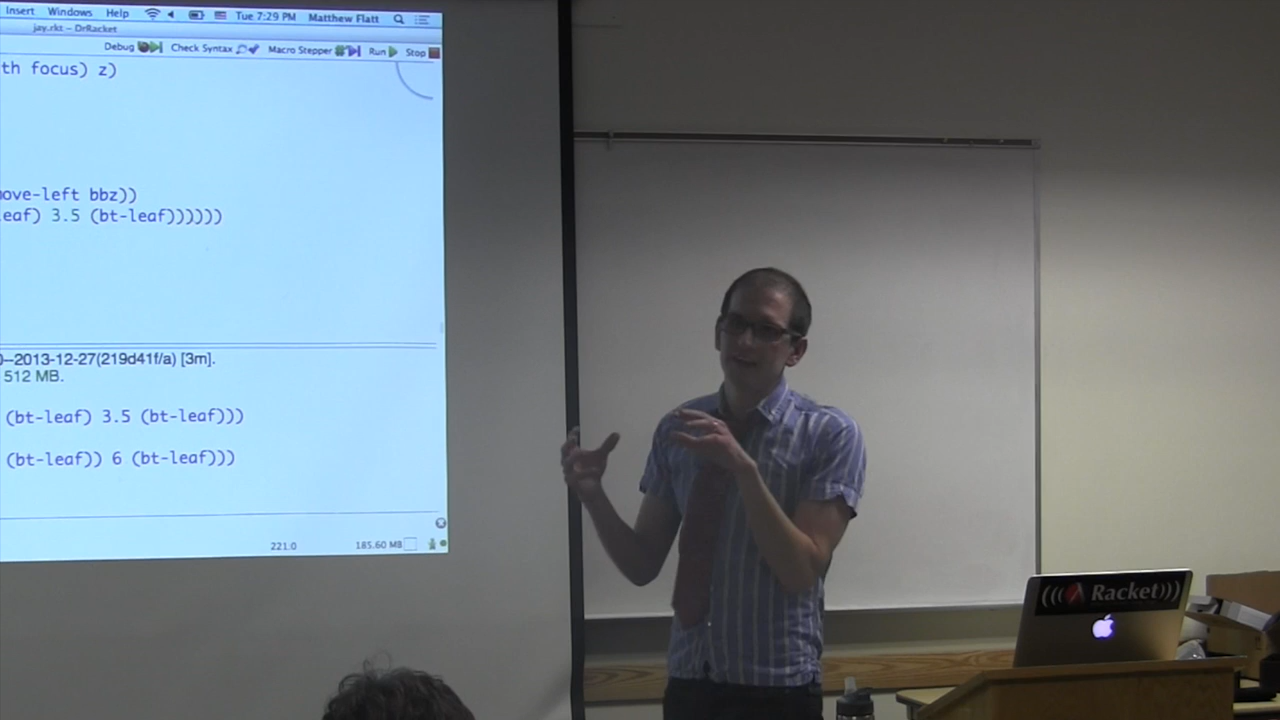 Insert Windows Help Tue 7:29 PM Matthew Flatt
jay.rkt – DrRacket
Debug Check Syntax Macro Stepper Run Stop
th focus) z)
ove-left bbz))
eaf) 3.5 (bt-leaf))))))
--2013-12-27(219d41f/a) [3m].
512 MB.
(bt-leaf) 3.5 (bt-leaf)))
(bt-leaf)) 6 (bt-leaf)))
221:0 185.60 MB
(((Racket)))